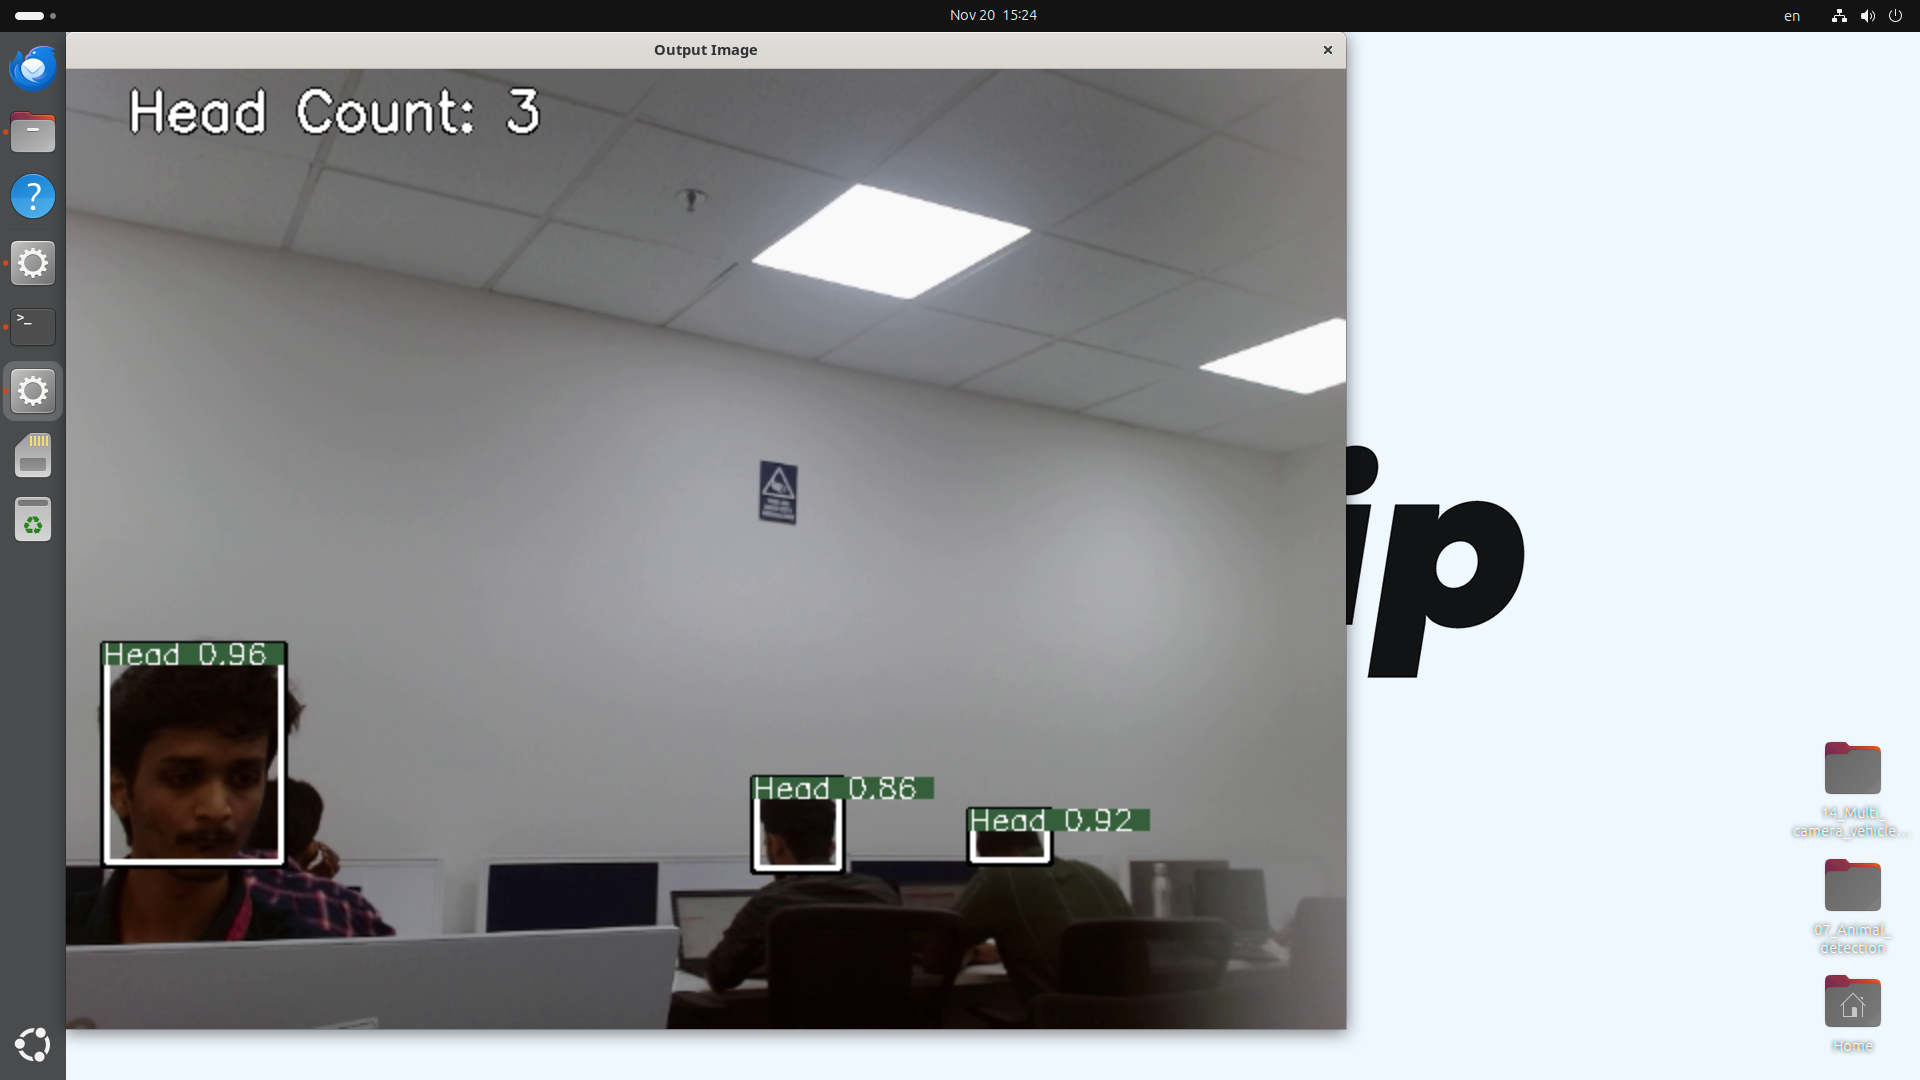 Nov 20 15:24
en
Output Image
Head Count: 3
Head 0.96
Head 0.86
Head 0.92
ip
14_Multi_
camera_vehicle...
07_Animal_
detection
Home